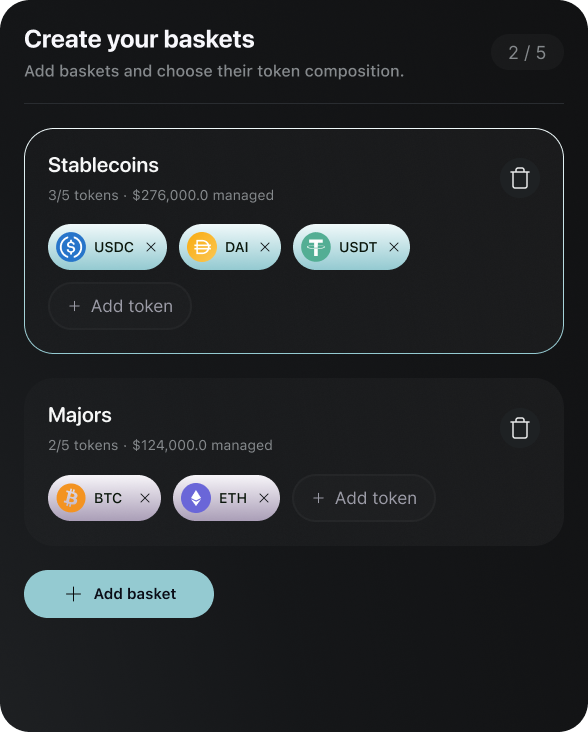 Create your baskets
2 / 5
Add baskets and choose their token composition.
Stablecoins
3/5 tokens · $276,000.0 managed
USDC × DAI × USDT ×
+ Add token
Majors
2/5 tokens · $124,000.0 managed
BTC × ETH × + Add token
+ Add basket